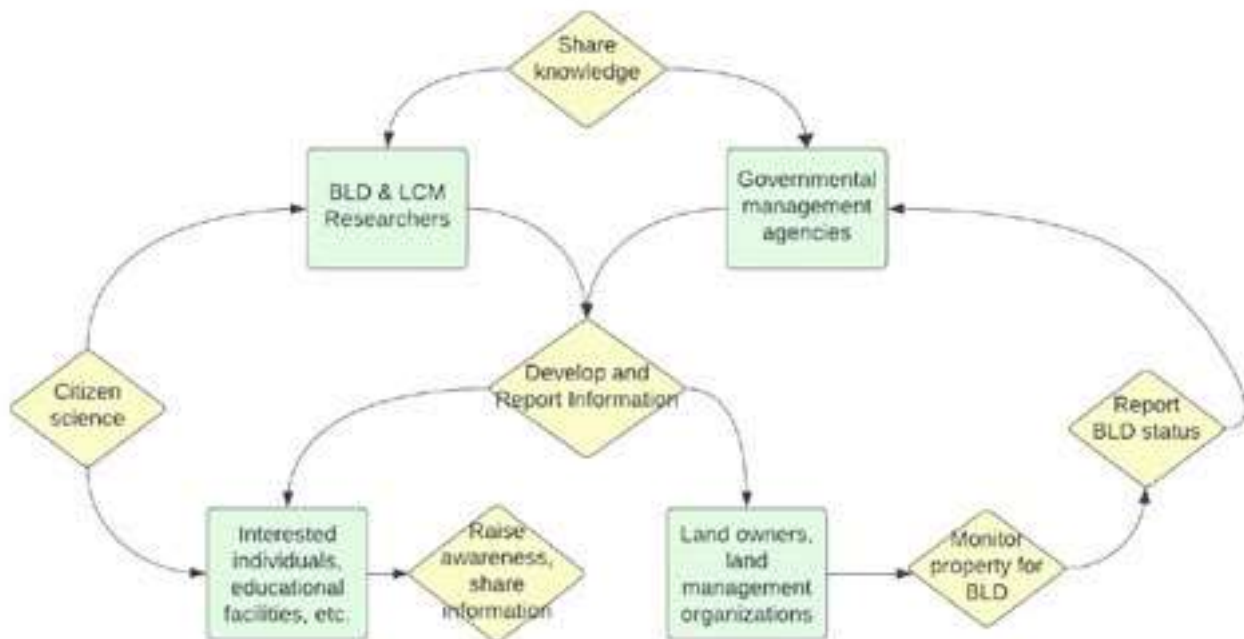 Share
knowledge
BLD & LCM
Researchers
Governmental
management
agencies
Develop and
Report Information
Citizen
science
Report
BLD status
Interested
individuals,
educational
facilities, etc.
Raise
awareness,
share
information
Land owners,
land
management
organizations
Monitor
property for
BLD